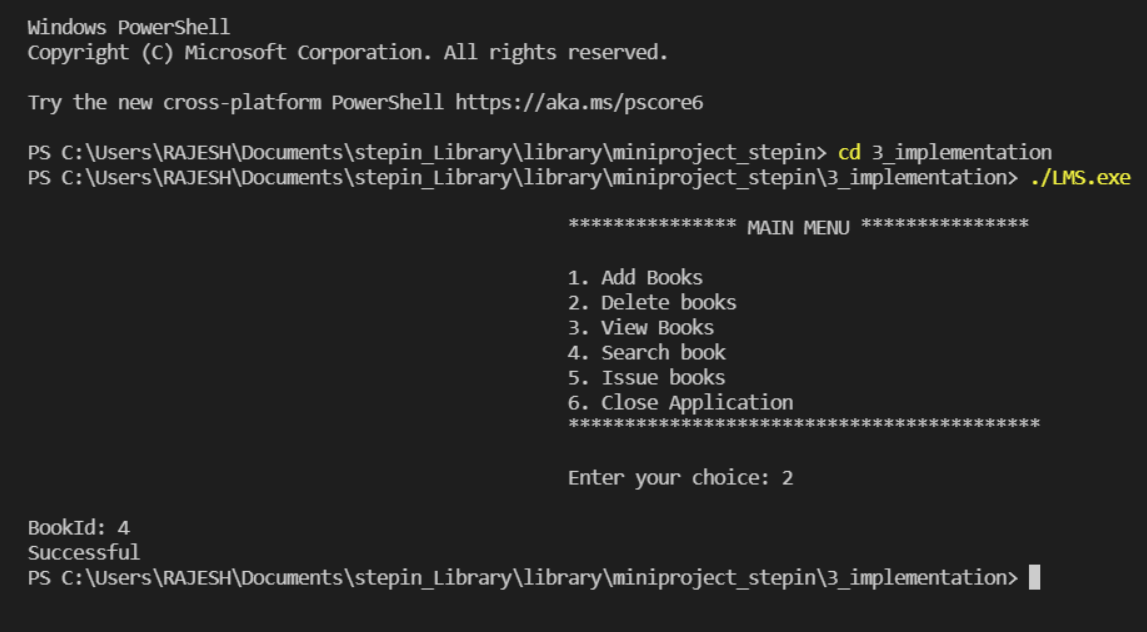 Windows PowerShell
Copyright (C) Microsoft Corporation. All rights reserved.
Try the new cross-platform PowerShell https://aka.ms/pscore6
PS C:\Users\RAJESH\Documents\stepin_Library\library\miniproject_stepin> cd 3_implementation
PS C:\Users\RAJESH\Documents\stepin_Library\library\miniproject_stepin\3_implementation> ./LMS.exe
*************** MAIN MENU ***************
1. Add Books
2. Delete books
3. View Books
4. Search book
5. Issue books
6. Close Application
******************************************
Enter your choice: 2
BookId: 4
Successful
PS C:\Users\RAJESH\Documents\stepin_Library\library\miniproject_stepin\3_implementation>